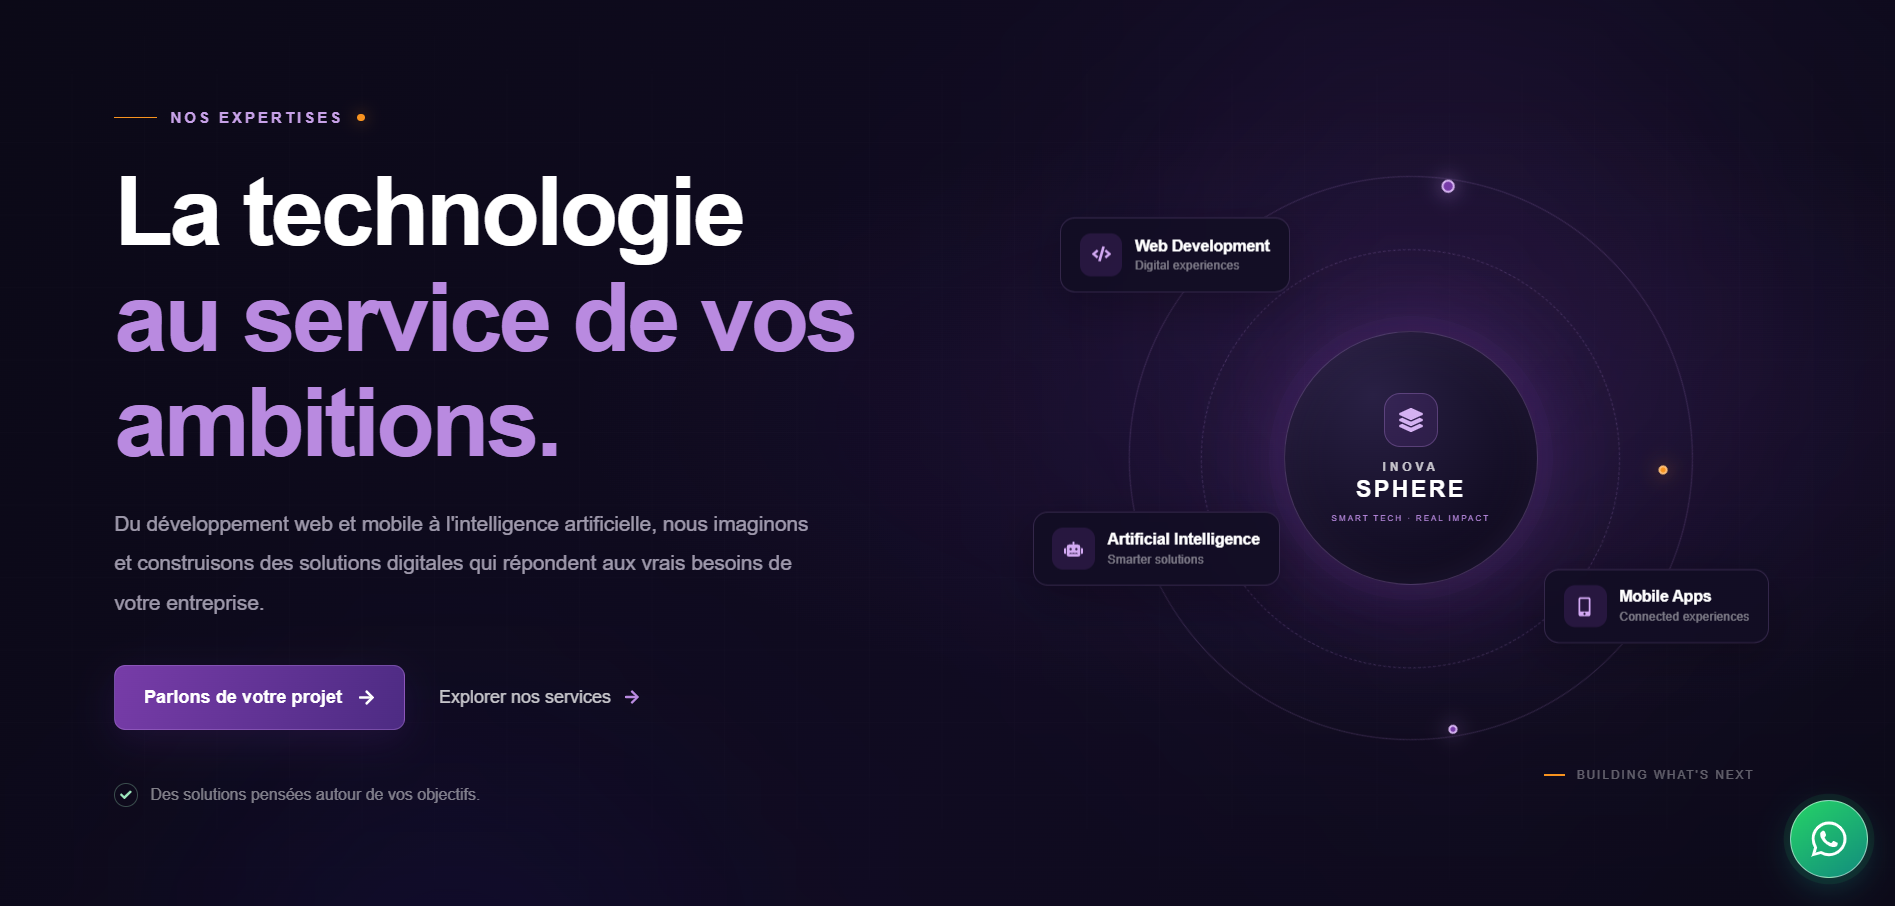 NOS EXPERTISES
La technologie
au service de vos
ambitions.
Du développement web et mobile à l'intelligence artificielle, nous imaginons
et construisons des solutions digitales qui répondent aux vrais besoins de
votre entreprise.
Parlons de votre projet
Explorer nos services
Des solutions pensées autour de vos objectifs.
Web Development
Digital experiences
INOVA
SPHERE
SMART TECH · REAL IMPACT
Artificial Intelligence
Smarter solutions
Mobile Apps
Connected experiences
BUILDING WHAT'S NEXT